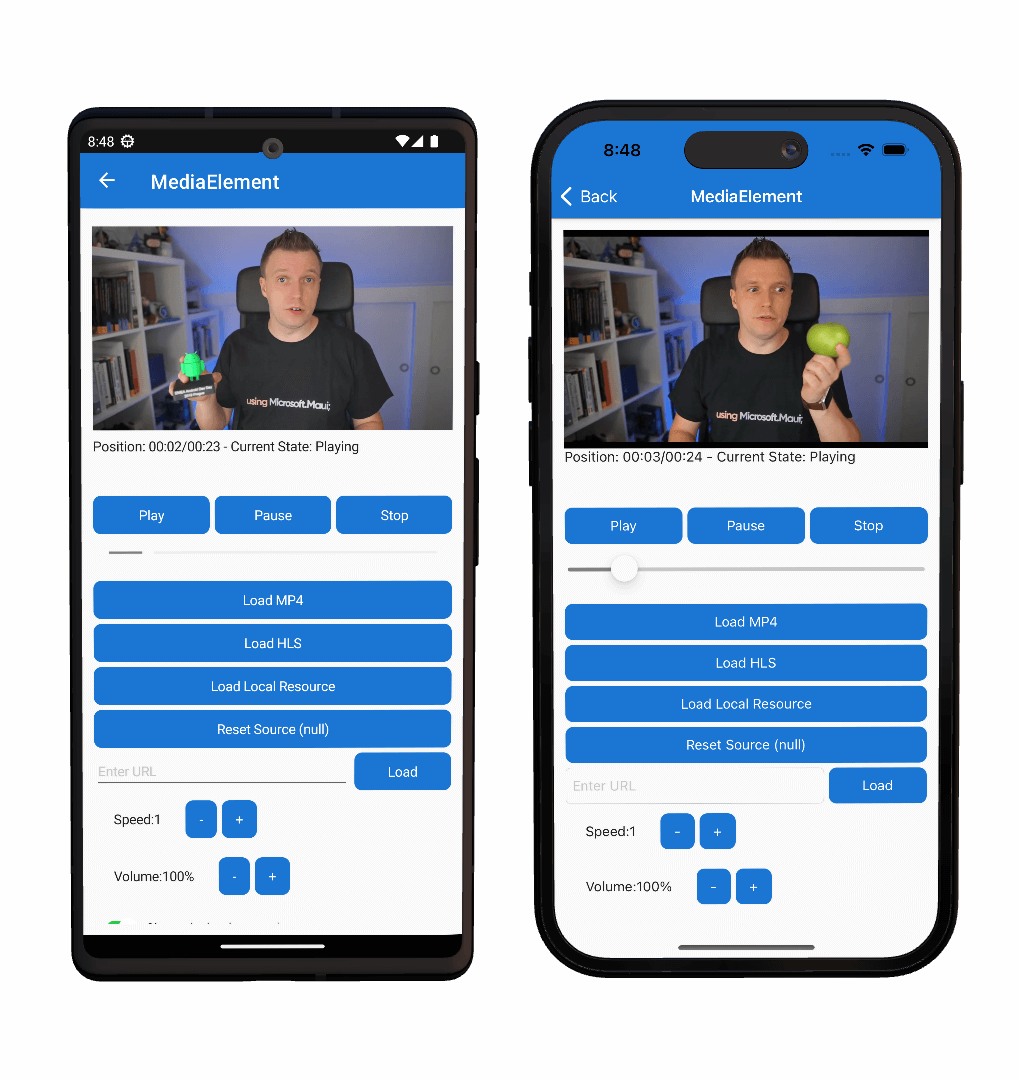 8:48
MediaElement
using Microsoft.Maui;
Position: 00:02/00:23 - Current State: Playing
Play Pause Stop
Load MP4
Load HLS
Load Local Resource
Reset Source (null)
Enter URL Load
Speed:1 - +
Volume:100% - +
8:48
Back MediaElement
using Microsoft.Maui;
Position: 00:03/00:24 - Current State: Playing
Play Pause Stop
Load MP4
Load HLS
Load Local Resource
Reset Source (null)
Enter URL Load
Speed:1 - +
Volume:100% - +